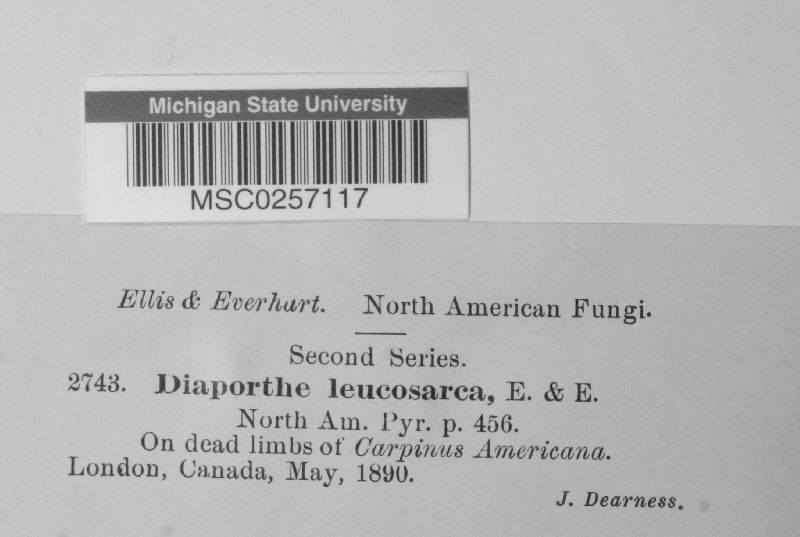 Michigan State University
MSC0257117
Ellis & Everhart. North American Fungi.
Second Series.
2743. Diaporthe leucosarca, E. & E.
North Am. Pyr. p. 456.
On dead limbs of Carpinus Americana.
London, Canada, May, 1890.
J. Dearness.